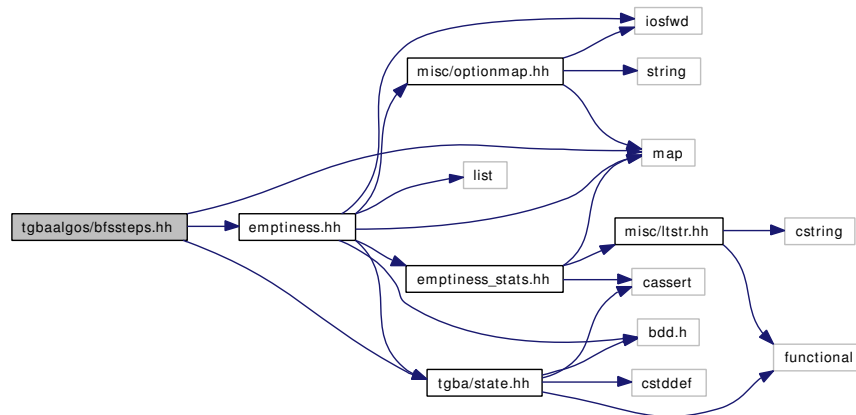 iosfwd
misc/optionmap.hh
string
map
list
tgbaalgos/bfssteps.hh
emptiness.hh
misc/ltstr.hh
cstring
emptiness_stats.hh
cassert
bdd.h
functional
tgba/state.hh
cstddef